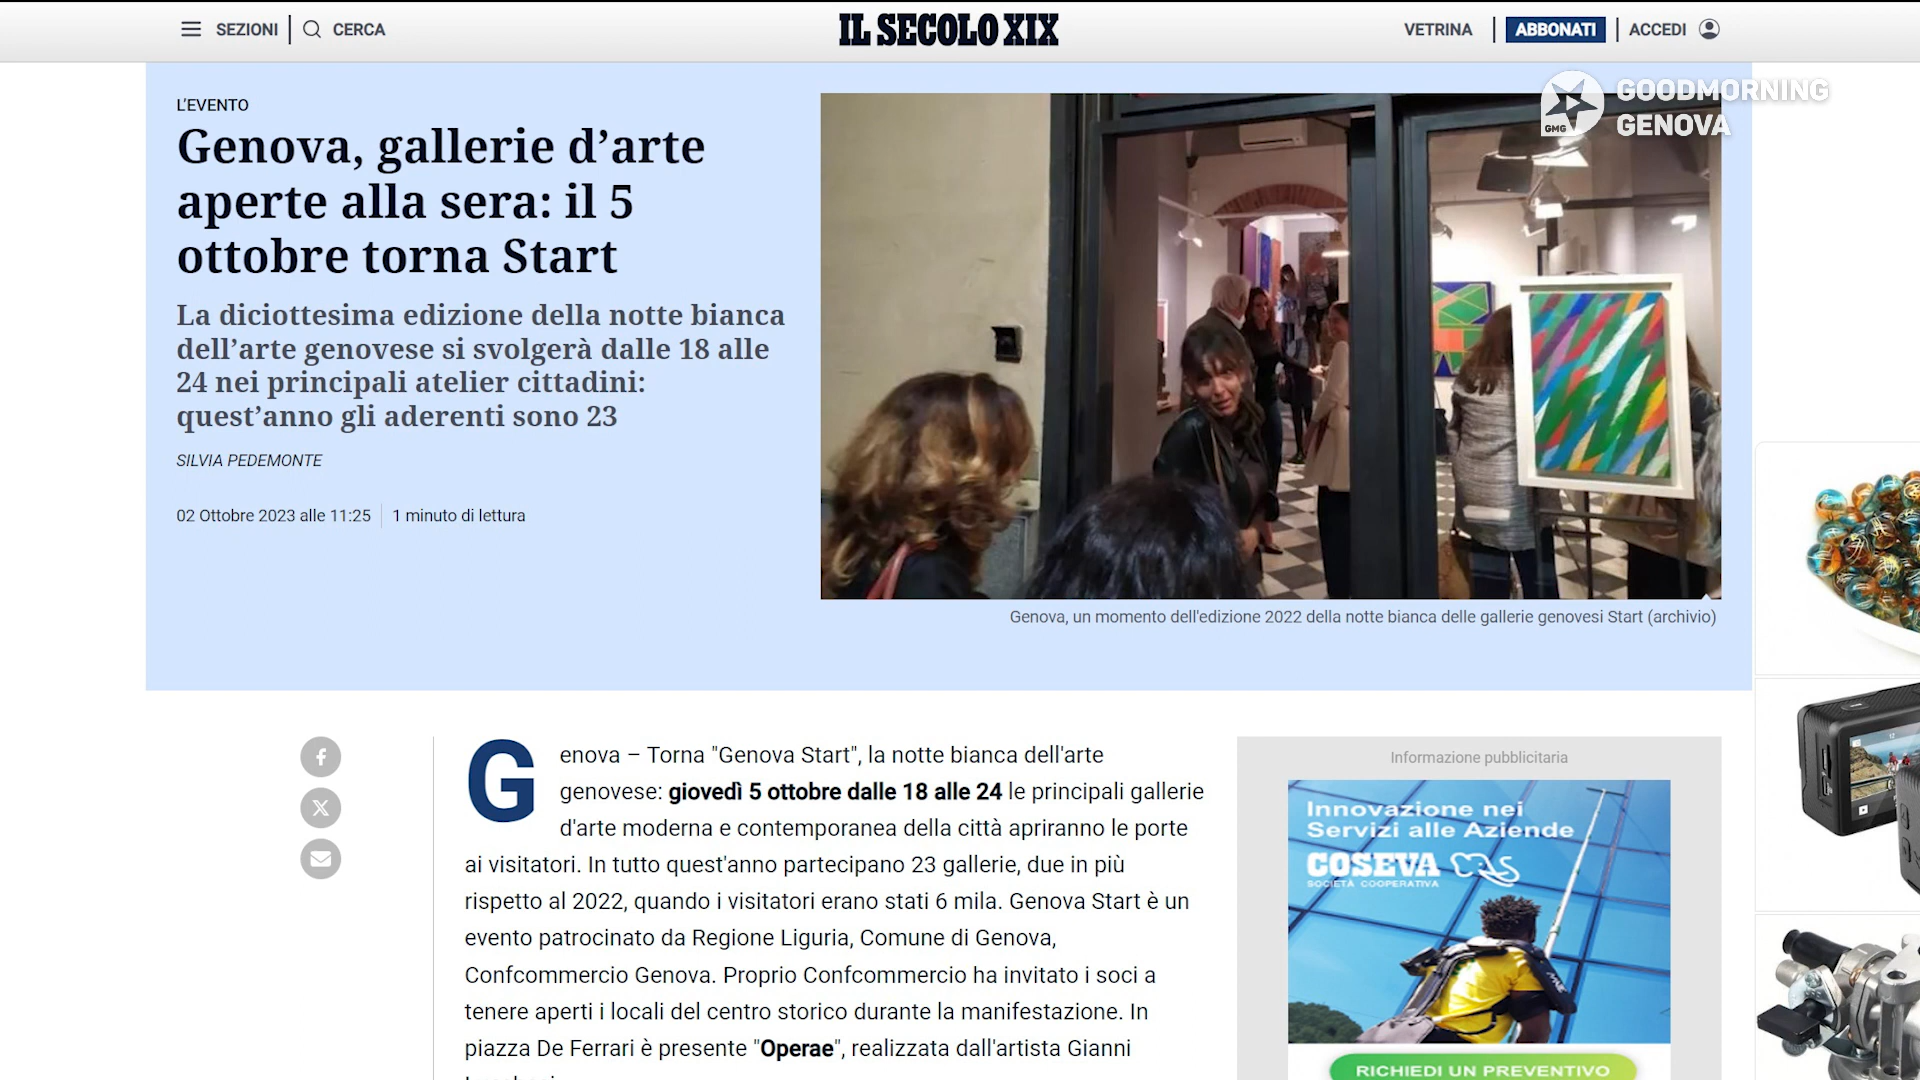 SEZIONI
CERCA
IL SECOLO XIX
VETRINA
ABBONATI
ACCEDI
GMG
GOODMORNING
GENOVA
L'EVENTO
Genova, gallerie d’arte
aperte alla sera: il 5
ottobre torna Start
La diciottesima edizione della notte bianca
dell’arte genovese si svolgerà dalle 18 alle
24 nei principali atelier cittadini:
quest’anno gli aderenti sono 23
SILVIA PEDEMONTE
02 Ottobre 2023 alle 11:25
1 minuto di lettura
Genova, un momento dell'edizione 2022 della notte bianca delle gallerie genovesi Start (archivio)
Genova – Torna "Genova Start", la notte bianca dell'arte
genovese: giovedì 5 ottobre dalle 18 alle 24 le principali gallerie
d'arte moderna e contemporanea della città apriranno le porte
ai visitatori. In tutto quest'anno partecipano 23 gallerie, due in più
rispetto al 2022, quando i visitatori erano stati 6 mila. Genova Start è un
evento patrocinato da Regione Liguria, Comune di Genova,
Confcommercio Genova. Proprio Confcommercio ha invitato i soci a
tenere aperti i locali del centro storico durante la manifestazione. In
piazza De Ferrari è presente "Operae", realizzata dall'artista Gianni
Informazione pubblicitaria
Innovazione nei
Servizi alle Aziende
COSEVA
SOCIETÀ COOPERATIVA
RICHIEDI UN PREVENTIVO